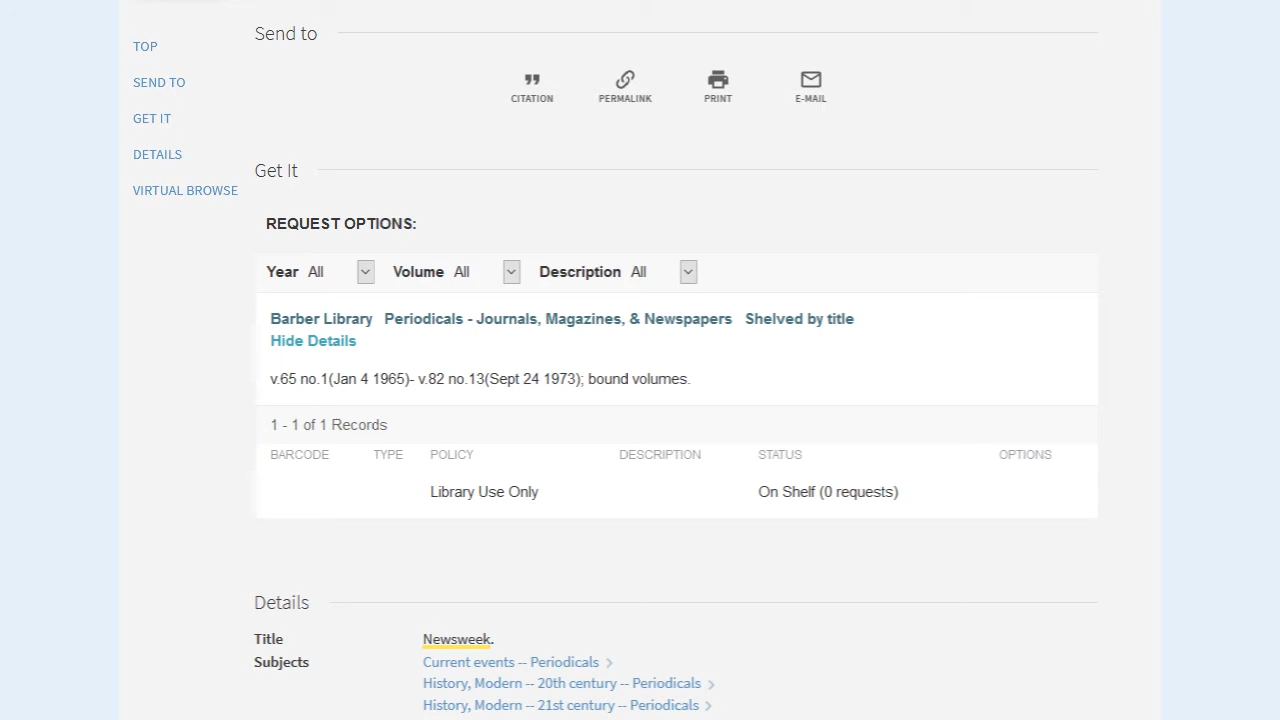 Send to
TOP
SEND TO
GET IT
DETAILS
VIRTUAL BROWSE
CITATION PERMALINK PRINT E-MAIL
Get It
REQUEST OPTIONS:
Year All Volume All Description All
Barber Library Periodicals - Journals, Magazines, & Newspapers Shelved by title
Hide Details
v.65 no.1(Jan 4 1965)- v.82 no.13(Sept 24 1973); bound volumes.
1 - 1 of 1 Records
BARCODE TYPE POLICY DESCRIPTION STATUS OPTIONS
Library Use Only On Shelf (0 requests)
Details
Title Newsweek.
Subjects Current events -- Periodicals
History, Modern -- 20th century -- Periodicals
History, Modern -- 21st century -- Periodicals